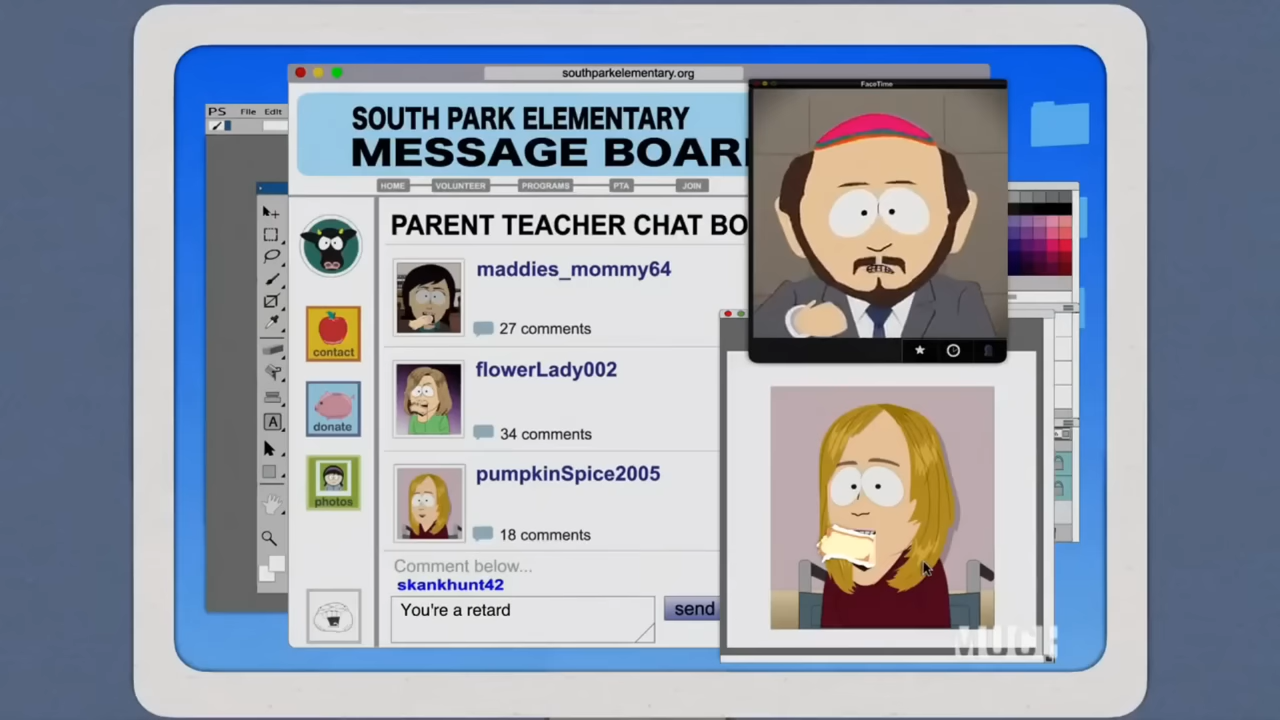 southparkelementary.org
FaceTime
PS File Edit
SOUTH PARK ELEMENTARY
MESSAGE BOAR
HOME VOLUNTEER PROGRAMS PTA JOIN
PARENT TEACHER CHAT BO
maddies_mommy64
27 comments
contact
flowerLady002
34 comments
donate
A
pumpkinSpice2005
photos
18 comments
Comment below...
skankhunt42
You're a retard
send
MUCH